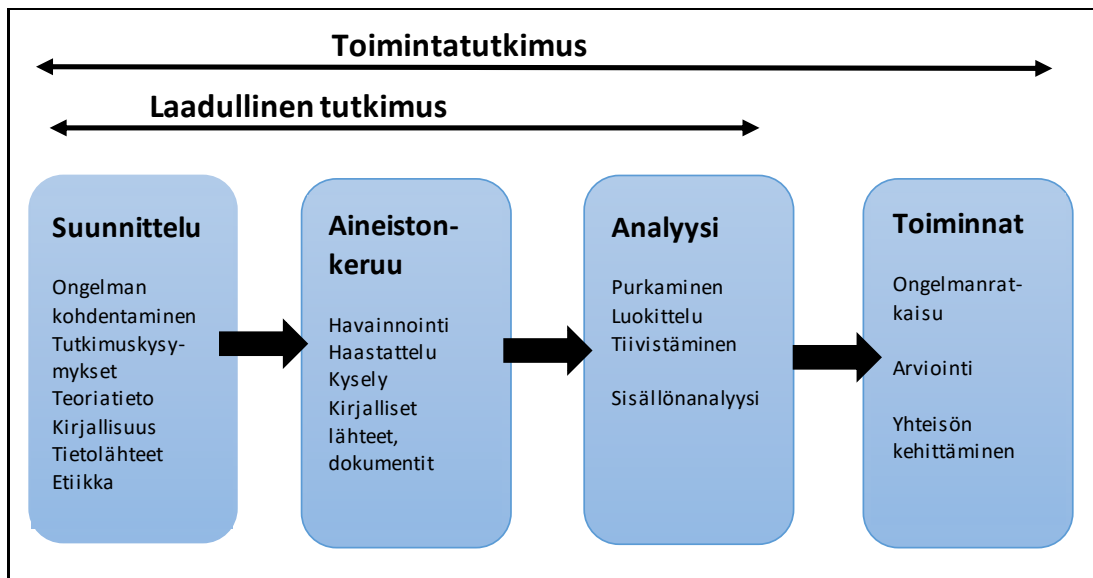 Toimintatutkimus
Laadullinen tutkimus
Suunnittelu
Ongelman
kohdentaminen
Tutkimuskysy-
mykset
Teoriatieto
Kirjallisuus
Tietolähteet
Etiikka
Aineiston-
keruu
Havainnointi
Haastattelu
Kysely
Kirjalliset
lähteet,
dokumentit
Analyysi
Purkaminen
Luokittelu
Tiivistäminen
Sisällönanalyysi
Toiminnat
Ongelmanrat-
kaisu
Arviointi
Yhteisön
kehittäminen